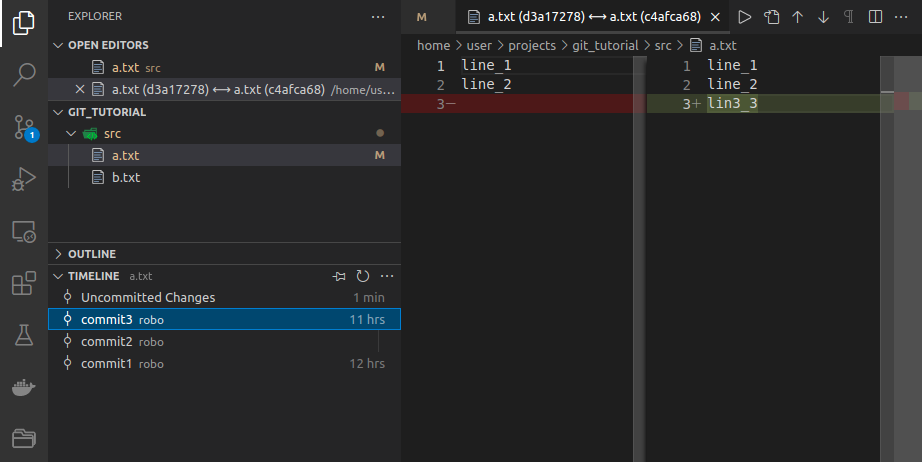 EXPLORER
OPEN EDITORS
a.txt src M
a.txt (d3a17278) ⟷ a.txt (c4afca68) /home/us...
GIT_TUTORIAL
src
a.txt M
b.txt
OUTLINE
TIMELINE a.txt
Uncommitted Changes 1 min
commit3 robo 11 hrs
commit2 robo
commit1 robo 12 hrs
1
M a.txt (d3a17278) ⟷ a.txt (c4afca68)
home > user > projects > git_tutorial > src > a.txt
1 line_1
2 line_2
3−
1 line_1
2 line_2
3+ lin3_3